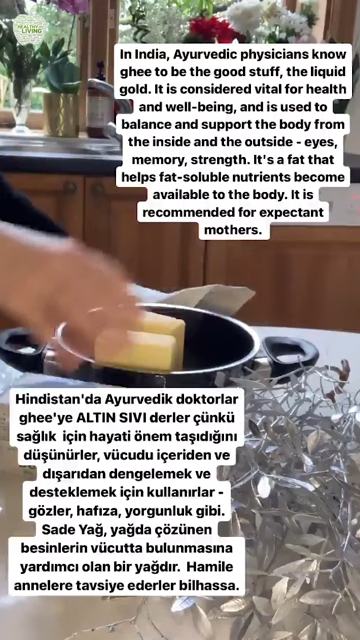 HEALTHY
LIVING
In India, Ayurvedic physicians know
ghee to be the good stuff, the liquid
gold. It is considered vital for health
and well-being, and is used to
balance and support the body from
the inside and the outside - eyes,
memory, strength. It's a fat that
helps fat-soluble nutrients become
available to the body. It is
recommended for expectant
mothers.
Hindistan'da Ayurvedik doktorlar
ghee'ye ALTIN SIVI derler çünkü
sağlık için hayati önem taşıdığını
düşünürler, vücudu içeriden ve
dışarıdan dengelemek ve
desteklemek için kullanırlar -
gözler, hafıza, yorgunluk gibi.
Sade Yağ, yağda çözünen
besinlerin vücutta bulunmasına
yardımcı olan bir yağdır. Hamile
annelere tavsiye ederler bilhassa.